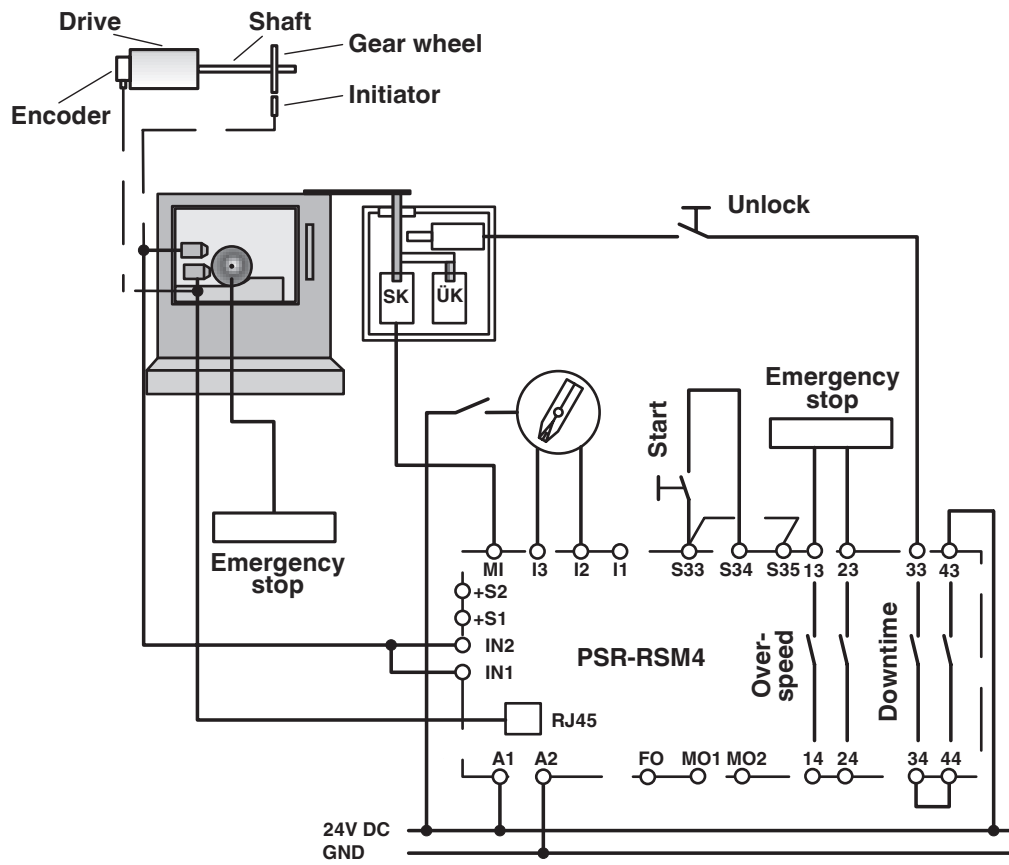 Drive
Shaft
Gear wheel
Encoder
Initiator
Unlock
SK
ÜK
Emergency
stop
Start
Emergency
stop
MI
I3
I2
I1
S33
S34
S35
13
23
33
43
+S2
+S1
IN2
IN1
PSR-RSM4
Over-
speed
Downtime
RJ45
A1
A2
FO
MO1
MO2
14
24
34
44
24V DC
GND